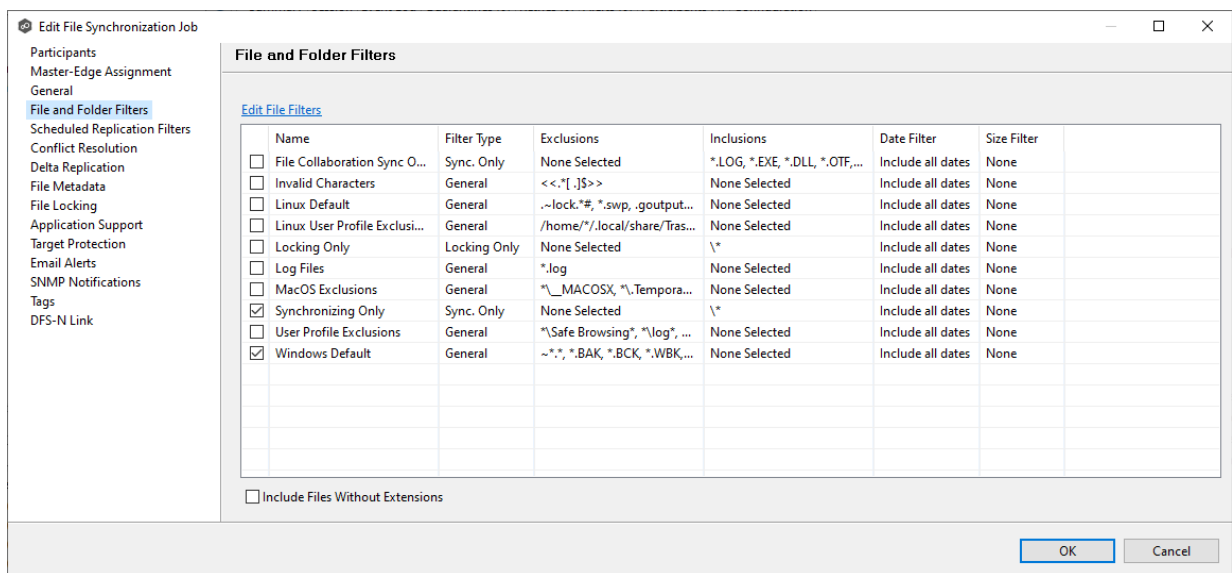 Edit File Synchronization Job
Participants
Master-Edge Assignment
General
File and Folder Filters
Scheduled Replication Filters
Conflict Resolution
Delta Replication
File Metadata
File Locking
Application Support
Target Protection
Email Alerts
SNMP Notifications
Tags
DFS-N Link
File and Folder Filters
Edit File Filters
Name Filter Type Exclusions Inclusions Date Filter Size Filter
File Collaboration Sync O... Sync. Only None Selected *.LOG, *.EXE, *.DLL, *.OTF,... Include all dates None
Invalid Characters General <<.*[ .]$>> None Selected Include all dates None
Linux Default General .~lock.*#, *.swp, .goutput... None Selected Include all dates None
Linux User Profile Exclusi... General /home/*/.local/share/Tras... None Selected Include all dates None
Locking Only Locking Only None Selected \* Include all dates None
Log Files General *.log None Selected Include all dates None
MacOS Exclusions General *\__MACOSX, *\.Tempora... None Selected Include all dates None
Synchronizing Only Sync. Only None Selected \* Include all dates None
User Profile Exclusions General *\Safe Browsing*, *\log*, ... None Selected Include all dates None
Windows Default General ~*.*, *.BAK, *.BCK, *.WBK,... None Selected Include all dates None
Include Files Without Extensions
OK Cancel